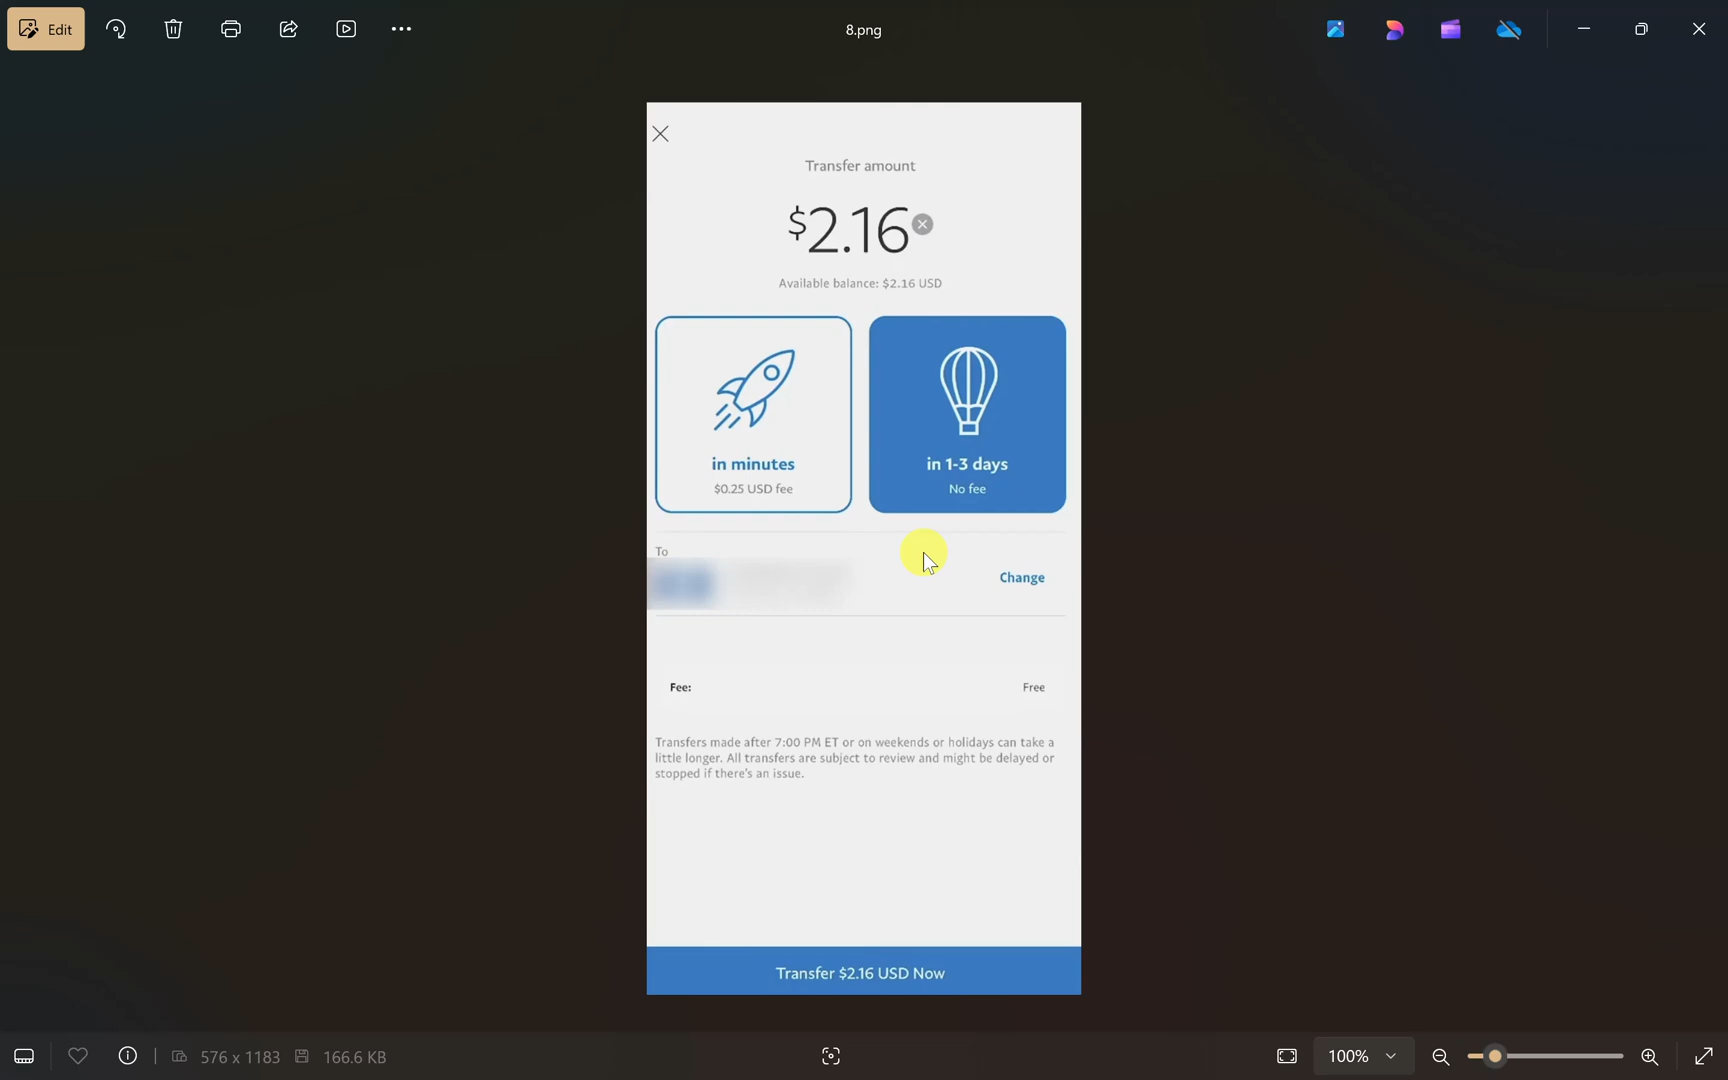 Edit
8.png
Transfer amount
$2.16
Available balance: $2.16 USD
in minutes
$0.25 USD fee
in 1-3 days
No fee
To
Change
Fee:
Free
Transfers made after 7:00 PM ET or on weekends or holidays can take a
little longer. All transfers are subject to review and might be delayed or
stopped if there's an issue.
Transfer $2.16 USD Now
576 x 1183
166.6 KB
100%